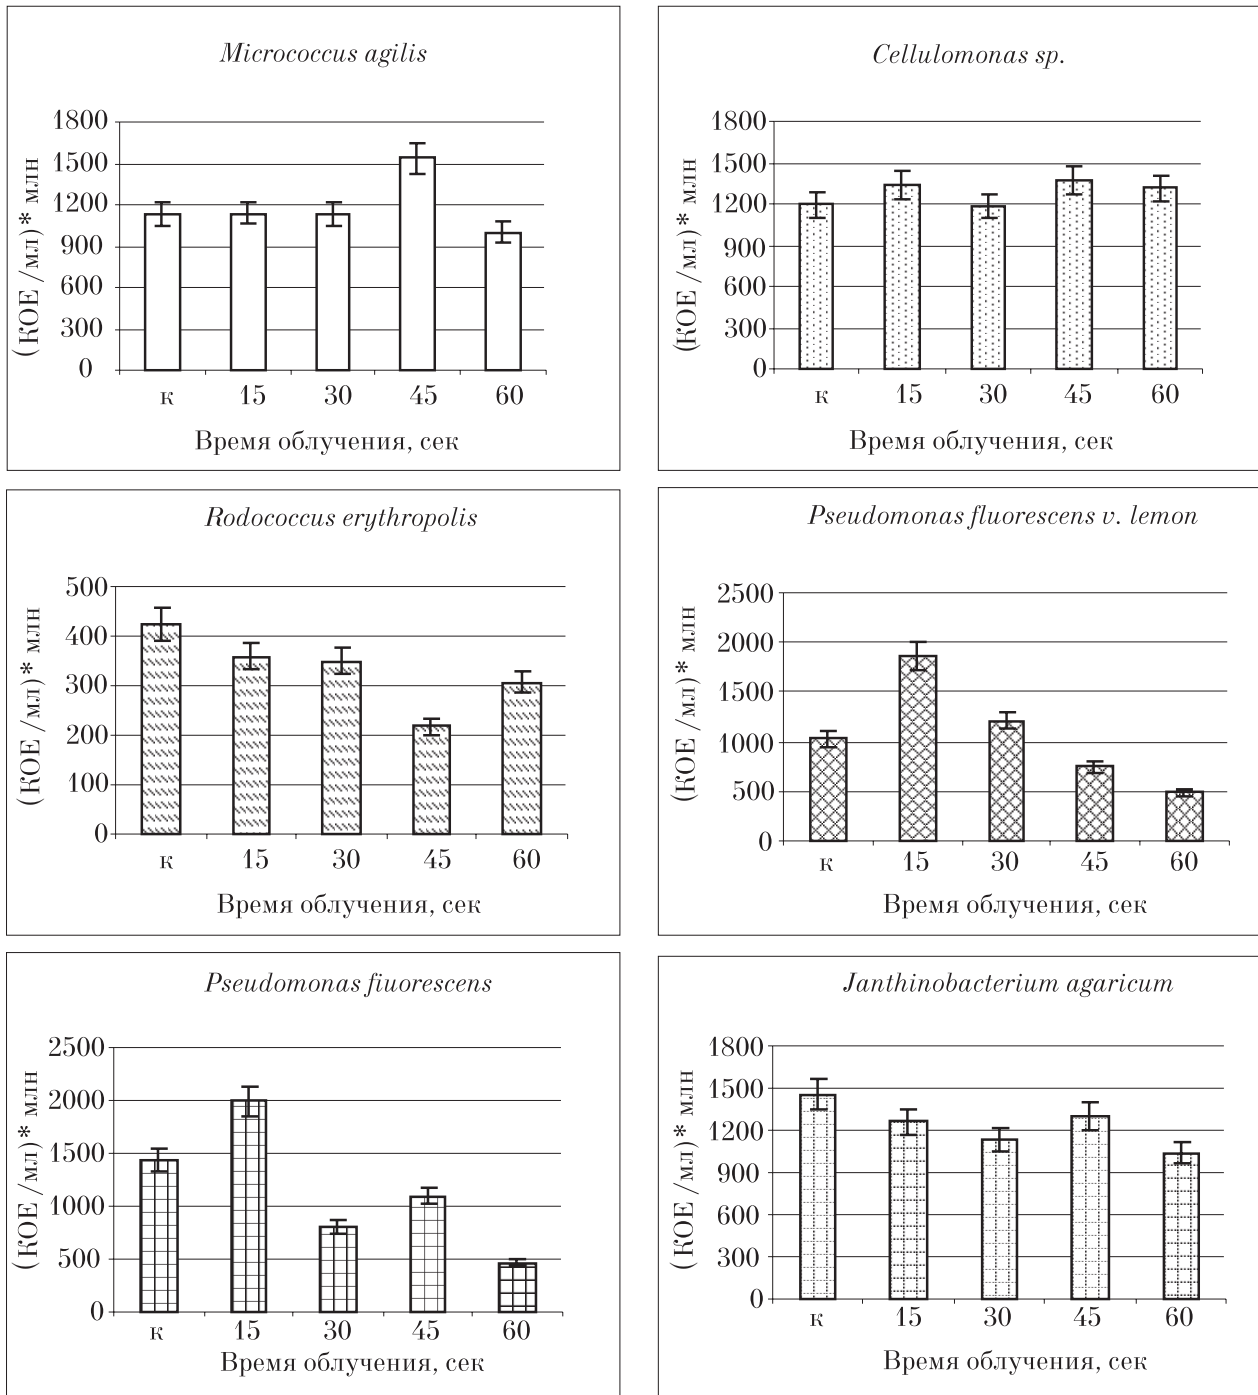 Micrococcus agilis
(КОЕ /мл)* млн
1800
1500
1200
900
600
300
0
к 15 30 45 60
Время облучения, сек
Cellulomonas sp.
(КОЕ /мл)* млн
1800
1500
1200
900
600
300
0
к 15 30 45 60
Время облучения, сек
Rodococcus erythropolis
(КОЕ /мл)* млн
500
400
300
200
100
0
к 15 30 45 60
Время облучения, сек
Pseudomonas fluorescens v. lemon
(КОЕ /мл)* млн
2500
2000
1500
1000
500
0
к 15 30 45 60
Время облучения, сек
Pseudomonas fiuorescens
(КОЕ /мл)* млн
2500
2000
1500
1000
500
0
к 15 30 45 60
Время облучения, сек
Janthinobacterium agaricum
(КОЕ /мл)* млн
1800
1500
1200
900
600
300
0
к 15 30 45 60
Время облучения, сек